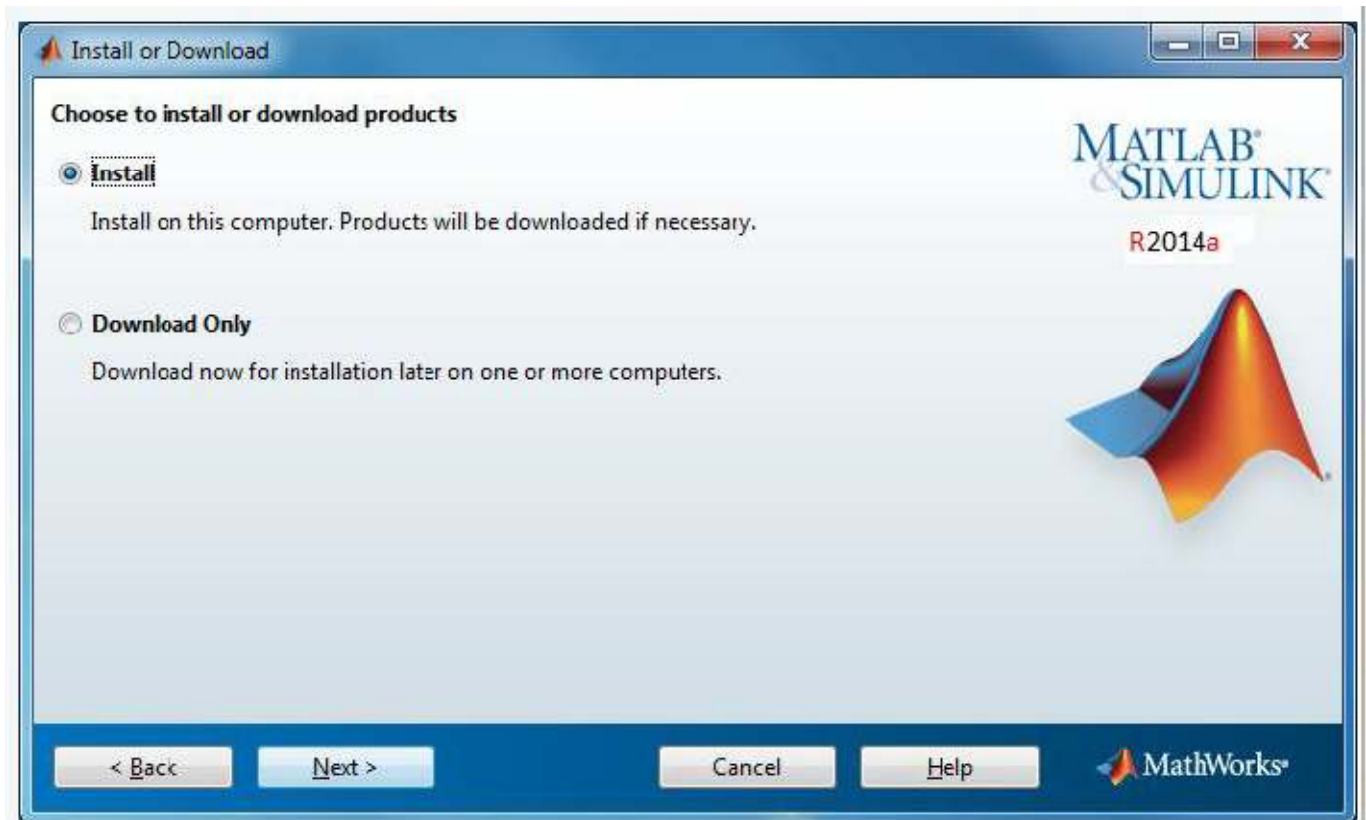 Install or Download
Choose to install or download products
Install
Install on this computer. Products will be downloaded if necessary.
Download Only
Download now for installation later on one or more computers.
MATLAB®
&SIMULINK®
R2014a
< Back
Next >
Cancel
Help
MathWorks®